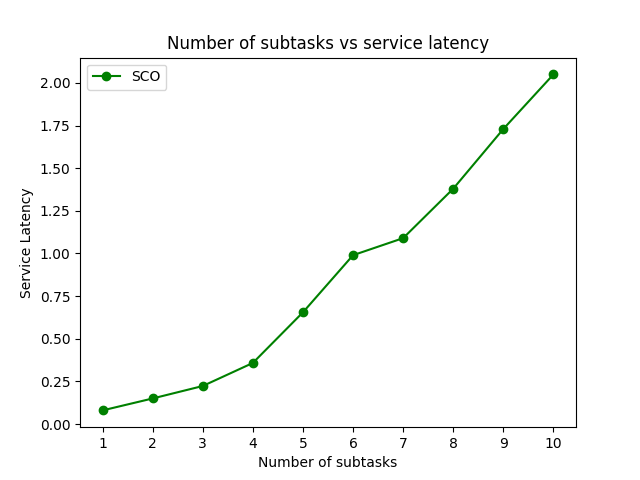 Number of subtasks vs service latency
SCO
2.00
1.75
1.50
1.25
1.00
0.75
0.50
0.25
0.00
Service Latency
1 2 3 4 5 6 7 8 9 10
Number of subtasks